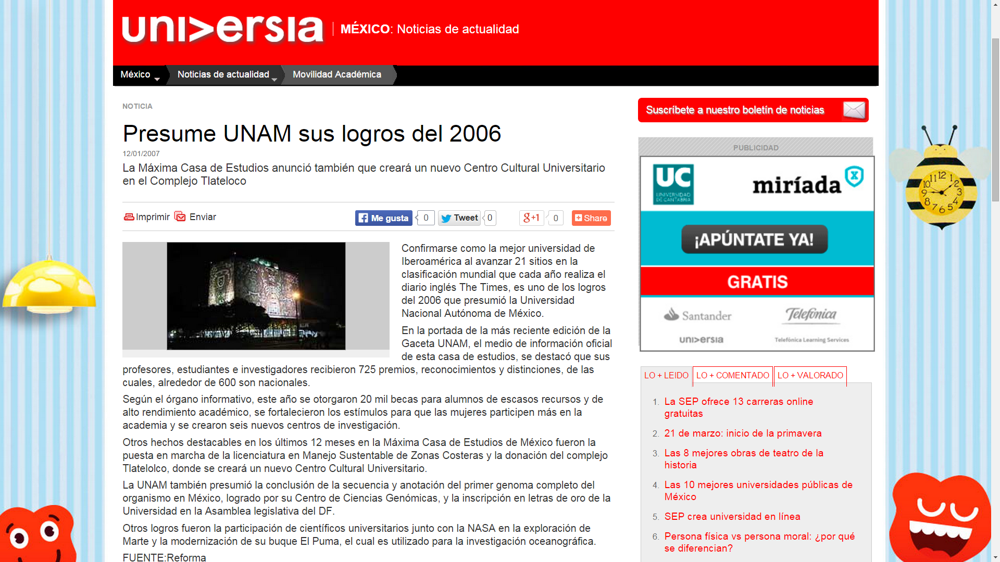 uni>ersia
MÉXICO: Noticias de actualidad
México
Noticias de actualidad
Movilidad Académica
NOTICIA
Presume UNAM sus logros del 2006
12/01/2007
La Máxima Casa de Estudios anunció también que creará un nuevo Centro Cultural Universitario
en el Complejo Tlateloco
Imprimir
Enviar
Me gusta
0
Tweet
0
g+1
0
Share
Confirmarse como la mejor universidad de
Iberoamérica al avanzar 21 sitios en la
clasificación mundial que cada año realiza el
diario inglés The Times, es uno de los logros
del 2006 que presumió la Universidad
Nacional Autónoma de México.
En la portada de la más reciente edición de la
Gaceta UNAM, el medio de información oficial
de esta casa de estudios, se destacó que sus
profesores, estudiantes e investigadores recibieron 725 premios, reconocimientos y distinciones, de las
cuales, alrededor de 600 son nacionales.
Según el órgano informativo, este año se otorgaron 20 mil becas para alumnos de escasos recursos y de
alto rendimiento académico, se fortalecieron los estímulos para que las mujeres participen más en la
academia y se crearon seis nuevos centros de investigación.
Otros hechos destacables en los últimos 12 meses en la Máxima Casa de Estudios de México fueron la
puesta en marcha de la licenciatura en Manejo Sustentable de Zonas Costeras y la donación del complejo
Tlatelolco, donde se creará un nuevo Centro Cultural Universitario.
La UNAM también presumió la conclusión de la secuencia y anotación del primer genoma completo del
organismo en México, logrado por su Centro de Ciencias Genómicas, y la inscripción en letras de oro de la
Universidad en la Asamblea legislativa del DF.
Otros logros fueron la participación de científicos universitarios junto con la NASA en la exploración de
Marte y la modernización de su buque El Puma, el cual es utilizado para la investigación oceanográfica.
FUENTE:Reforma
Suscríbete a nuestro boletín de noticias
PUBLICIDAD
UC
UNIVERSIDAD
DE CANTABRIA
miríada X
¡APÚNTATE YA!
GRATIS
Santander
Telefónica
uni>ersia
Telefónica Learning Services
LO + LEIDO
LO + COMENTADO
LO + VALORADO
1. La SEP ofrece 13 carreras online
gratuitas
2. 21 de marzo: inicio de la primavera
3. Las 8 mejores obras de teatro de la
historia
4. Las 10 mejores universidades públicas de
México
5. SEP crea universidad en línea
6. Persona física vs persona moral: ¿por qué
se diferencian?
11 12 1
10 2
9 3
8 4
7 6 5